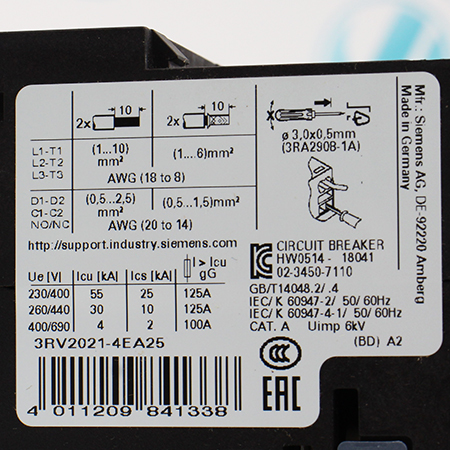 10
10
2x
2x
L1-T1
L2-T2
L3-T3
(1...10) mm²
(1...6)mm²
AWG (18 to 8)
D1-D2
C1-C2
NO/NC
(0,5...2,5) mm²
(0,5...1,5)mm²
AWG (20 to 14)
http://support.industry.siemens.com
Ue [V] Icu [kA] Ics [kA] I > Icu gG
230/400 55 25 125A
260/440 30 10 125A
400/690 4 2 100A
3RV2021-4EA25
4 011209 841338
ø 3,0x0,5mm
(3RA290B-1A)
CIRCUIT BREAKER
HW0514 - 18041
02-3450-7110
GB/T14048.2/ .4
IEC/ K 60947-2/ 50/ 60Hz
IEC/ K 60947-4-1/ 50/60Hz
CAT. A Uimp 6kV
(BD) A2
CCC
EAC
Mfr.: Siemens AG, DE-92220 Amberg
Made in Germany